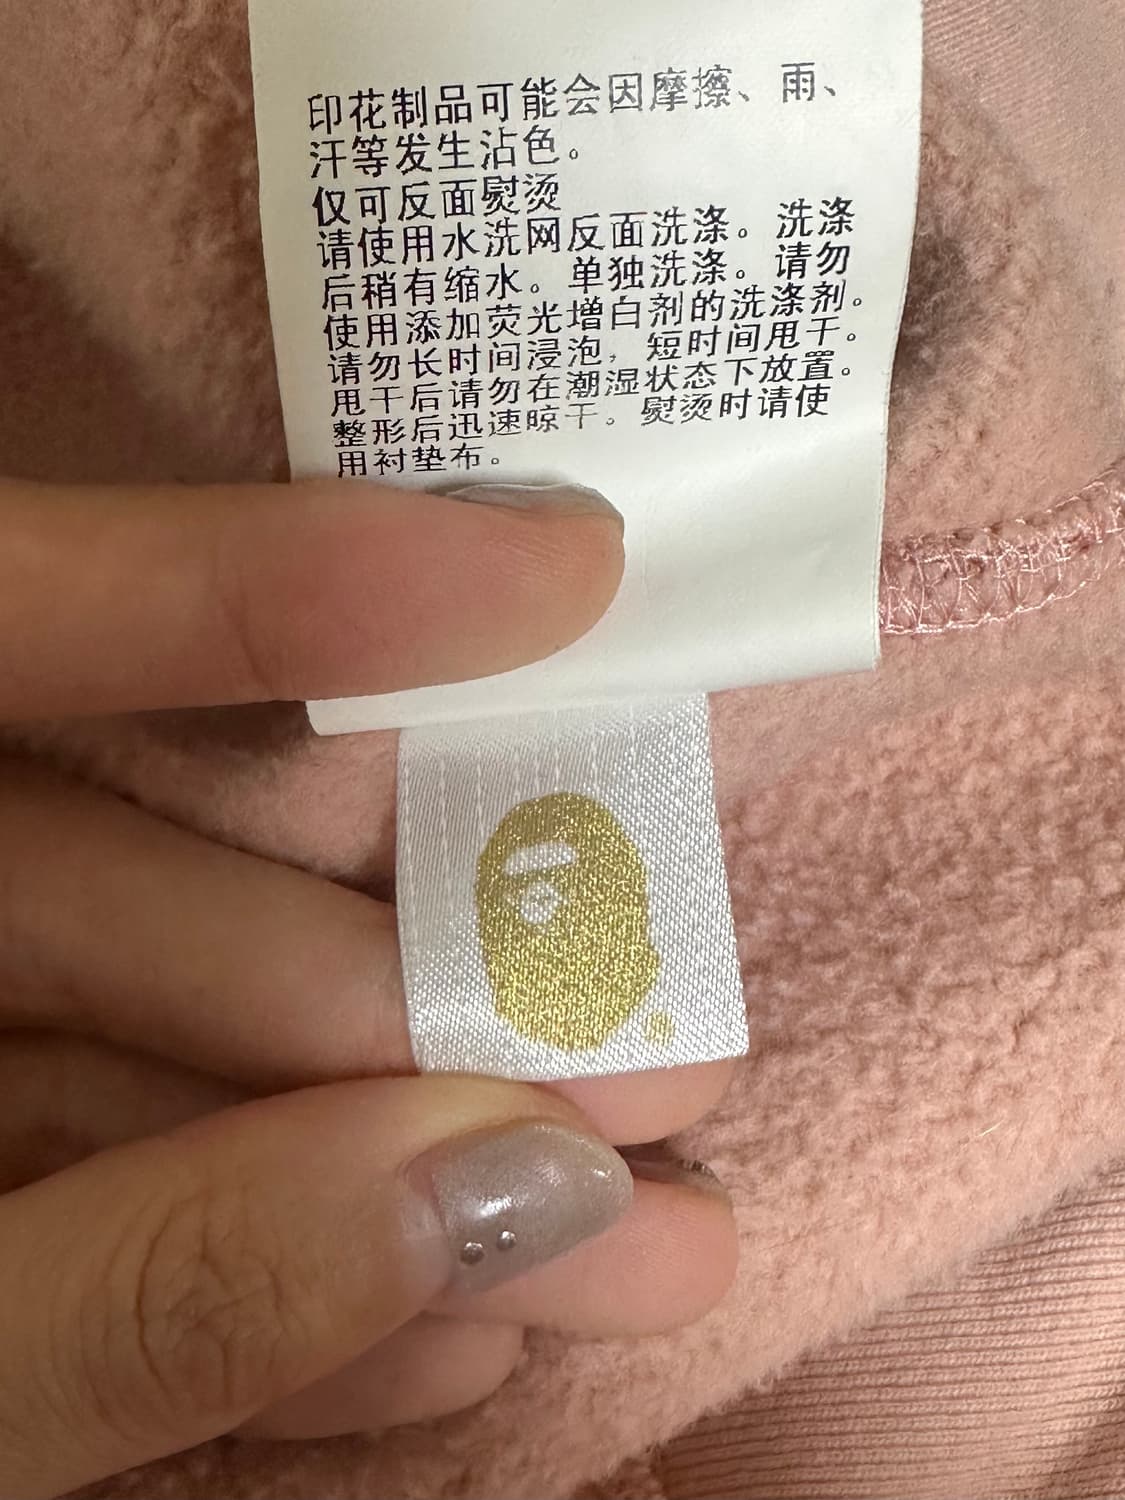 印花制品可能会因摩擦、雨、
汗等发生沾色。
仅可反面熨烫
请使用水洗网反面洗涤。洗涤
后稍有缩水。单独洗涤。请勿
使用添加荧光增白剂的洗涤剂.
请勿长时间浸泡，短时间甩干。
甩干后请勿在潮湿状态下放置。
整形后迅速晾干。熨烫时请使
用衬垫布。